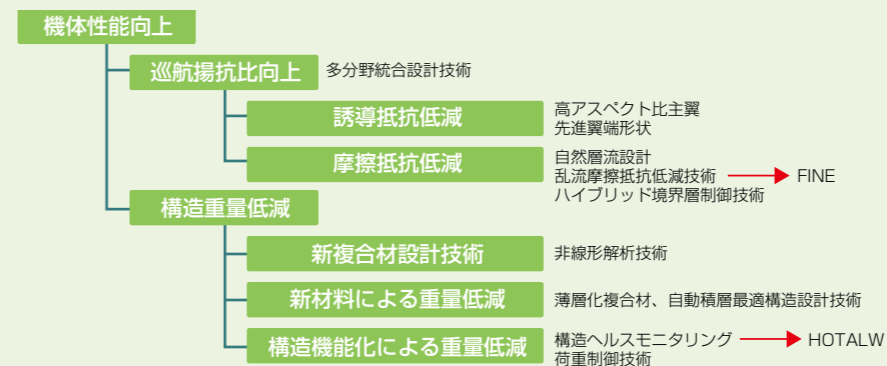 機体性能向上
巡航揚抗比向上 多分野統合設計技術
誘導抵抗低減 高アスペクト比主翼
先進翼端形状
摩擦抵抗低減 自然層流設計
乱流摩擦抵抗低減技術 FINE
ハイブリッド境界層制御技術
構造重量低減
新複合材設計技術 非線形解析技術
新材料による重量低減 薄層化複合材、自動積層最適構造設計技術
構造機能化による重量低減 構造ヘルスモニタリング HOTALW
荷重制御技術